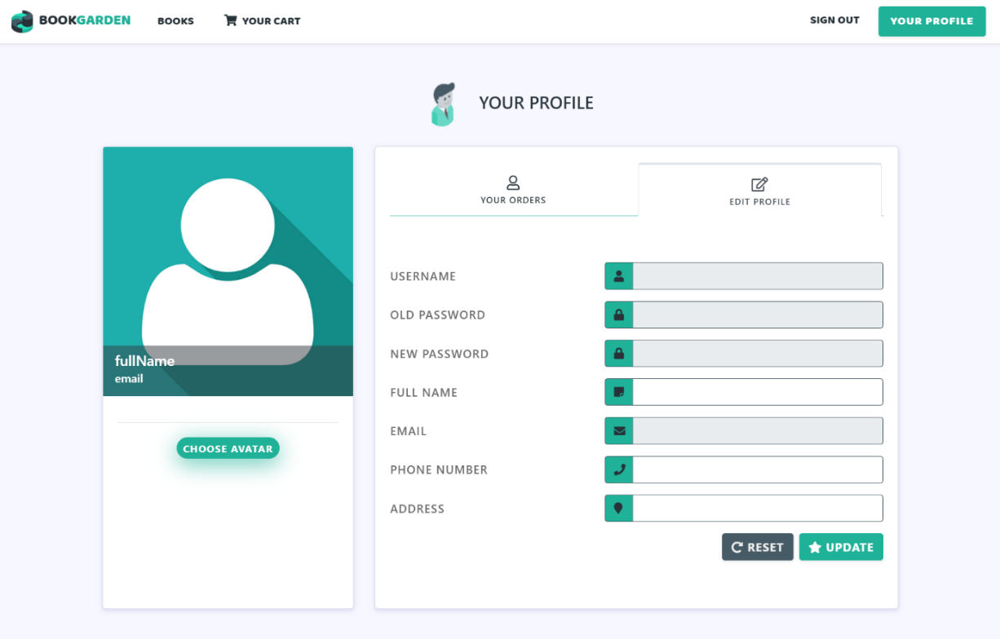 BOOKGARDEN BOOKS YOUR CART SIGN OUT YOUR PROFILE
YOUR PROFILE
fullName
email
CHOOSE AVATAR
YOUR ORDERS EDIT PROFILE
USERNAME
OLD PASSWORD
NEW PASSWORD
FULL NAME
EMAIL
PHONE NUMBER
ADDRESS
RESET UPDATE